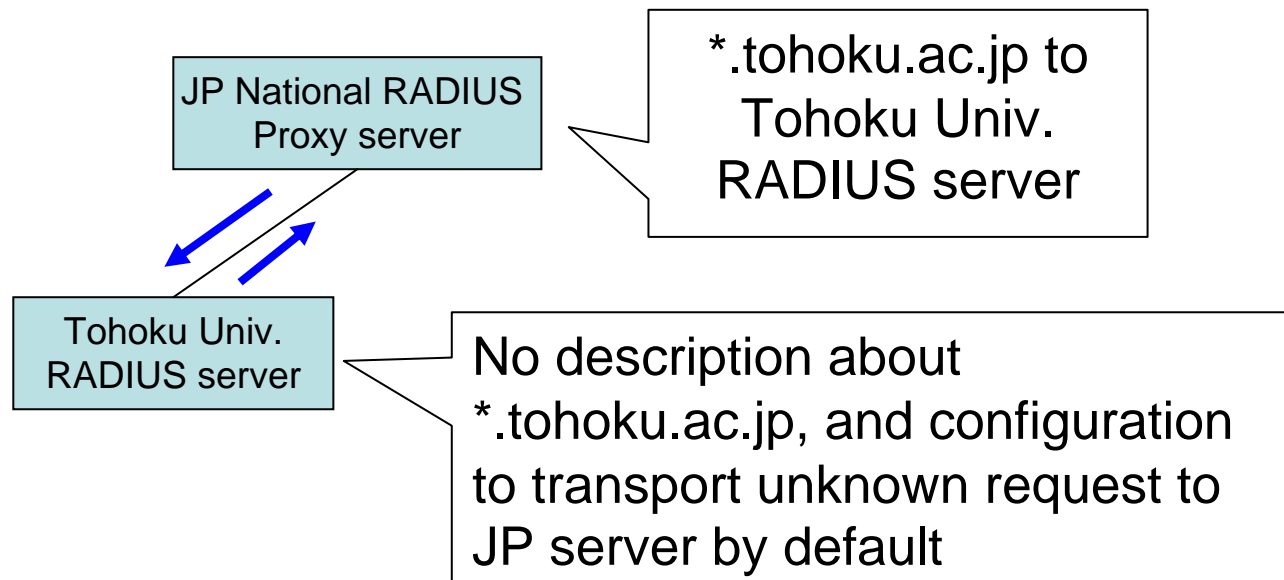 JP National RADIUS
Proxy server
*.tohoku.ac.jp to
Tohoku Univ.
RADIUS server
Tohoku Univ.
RADIUS server
No description about
*.tohoku.ac.jp, and configuration
to transport unknown request to
JP server by default